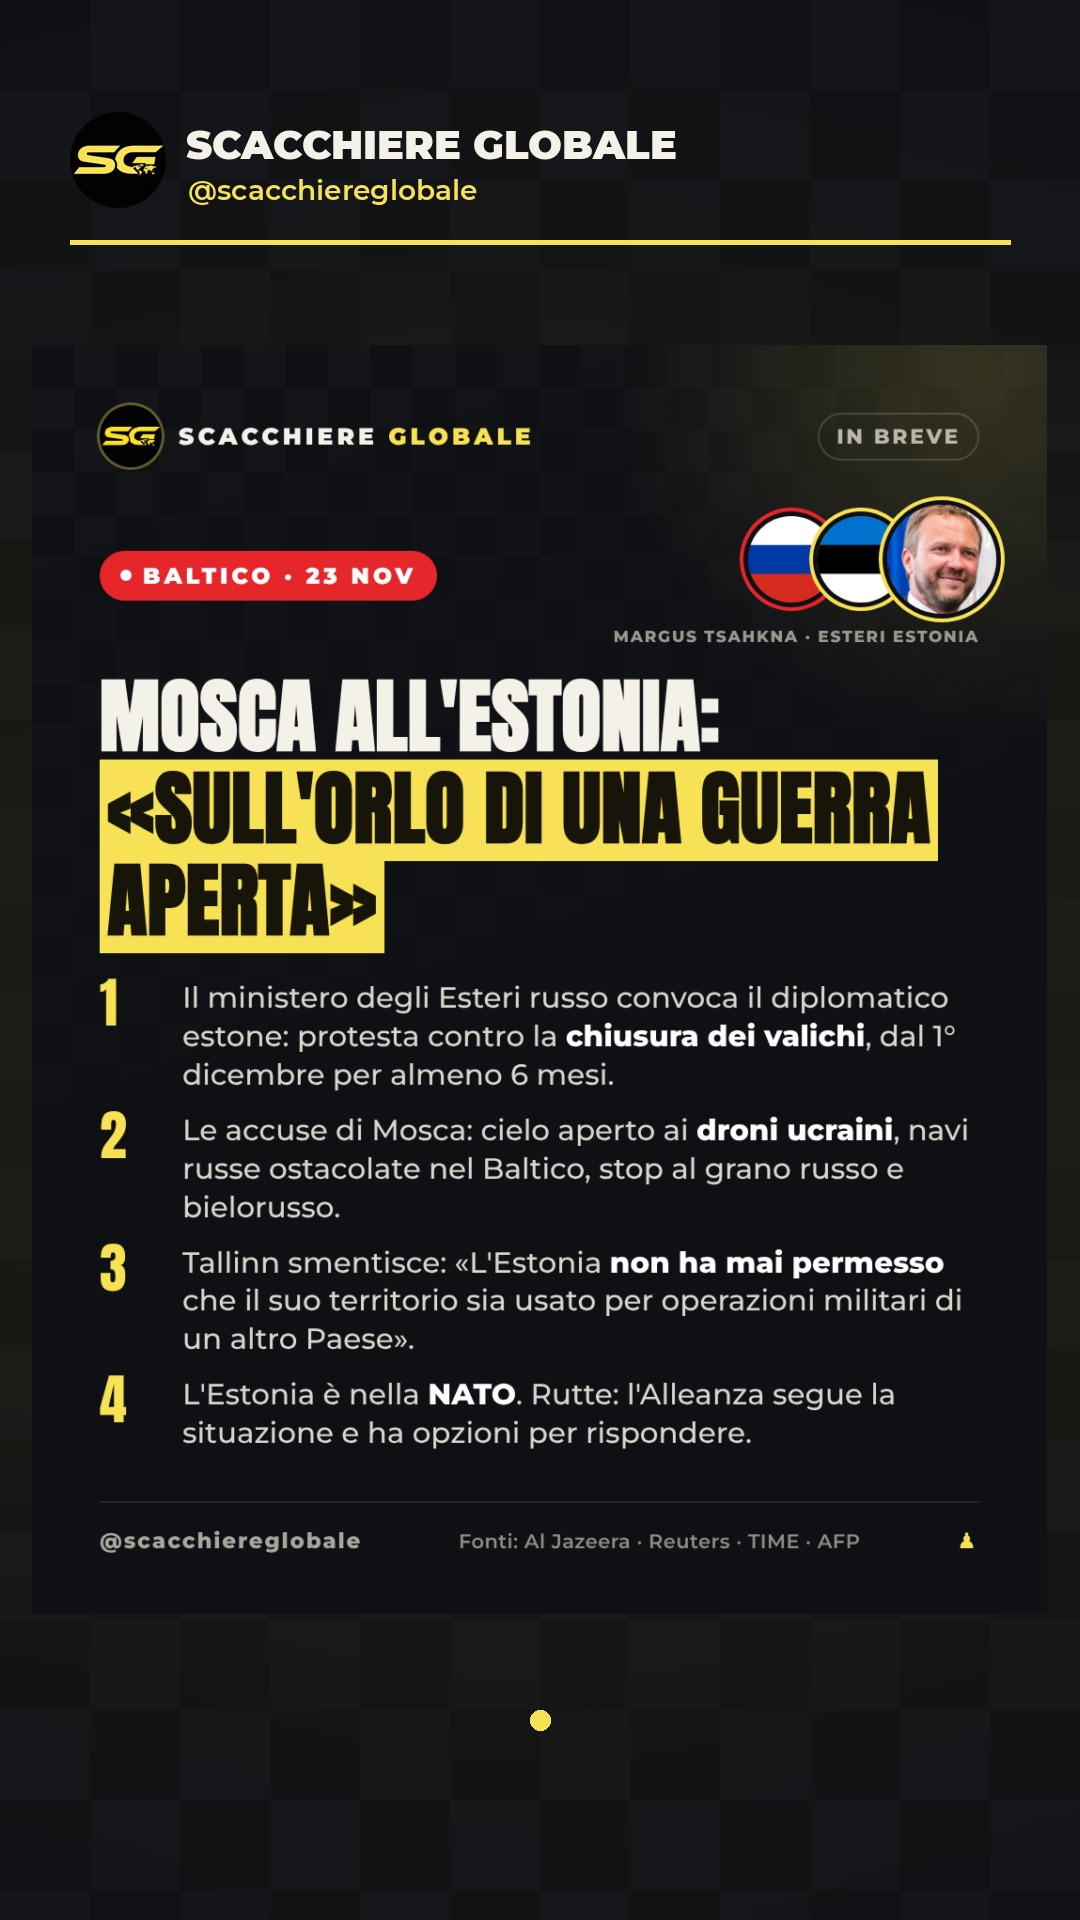 SG
SCACCHIERE GLOBALE
@scacchiereglobale
SG
SCACCHIERE GLOBALE
IN BREVE
BALTICO · 23 NOV
MARGUS TSAHKNA · ESTERI ESTONIA
MOSCA ALL'ESTONIA:
«SULL'ORLO DI UNA GUERRA
APERTA»
1
Il ministero degli Esteri russo convoca il diplomatico
estone: protesta contro la chiusura dei valichi, dal 1°
dicembre per almeno 6 mesi.
2
Le accuse di Mosca: cielo aperto ai droni ucraini, navi
russe ostacolate nel Baltico, stop al grano russo e
bielorusso.
3
Tallinn smentisce: «L'Estonia non ha mai permesso
che il suo territorio sia usato per operazioni militari di
un altro Paese».
4
L'Estonia è nella NATO. Rutte: l'Alleanza segue la
situazione e ha opzioni per rispondere.
@scacchiereglobale
Fonti: Al Jazeera · Reuters · TIME · AFP